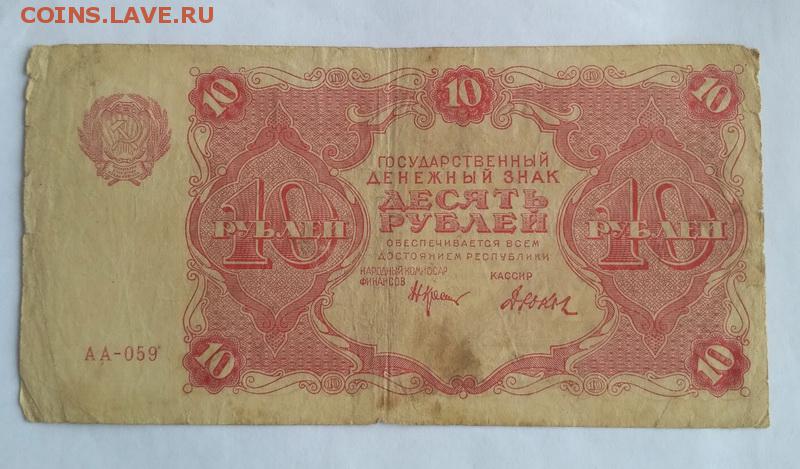 COINS.LAVE.RU
10 10 10
ГОСУДАРСТВЕННЫЙ
ДЕНЕЖНЫЙ ЗНАК
ДЕСЯТЬ
РУБЛЕЙ
10 РУБЛЕЙ
10 РУБЛЕЙ
ОБЕСПЕЧИВАЕТСЯ ВСЕМ
ДОСТОЯНИЕМ РЕСПУБЛИКИ
НАРОДНЫЙ КОМИСАР
ФИНАНСОВ
КАССИР
АА-059
10 10